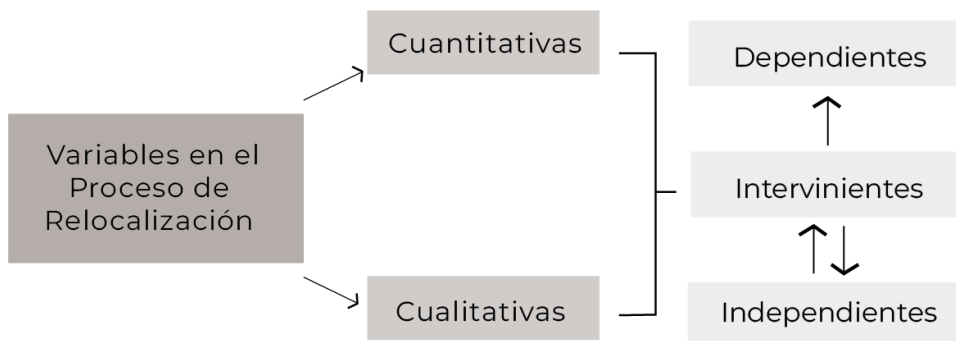 Variables en el
Proceso de
Relocalización
Cuantitativas
Cualitativas
Dependientes
Intervinientes
Independientes